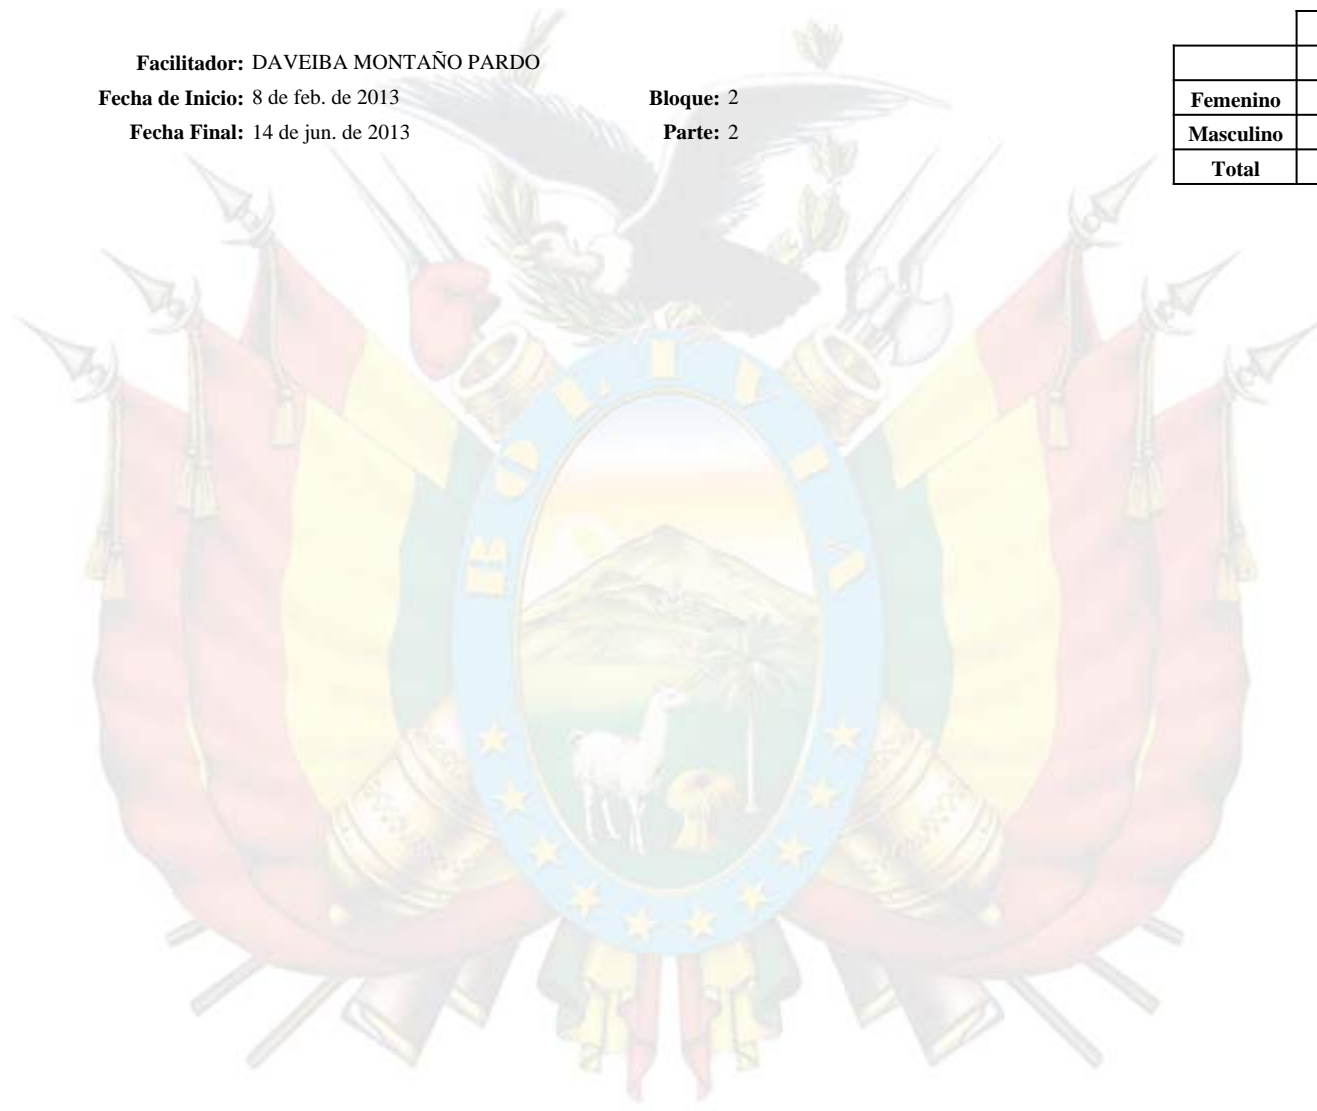 Facilitador: DAVEIBA MONTAÑO PARDO
Fecha de Inicio: 8 de feb. de 2013 Bloque: 2
Fecha Final: 14 de jun. de 2013 Parte: 2
Femenino
Masculino
Total
BOLIVIA